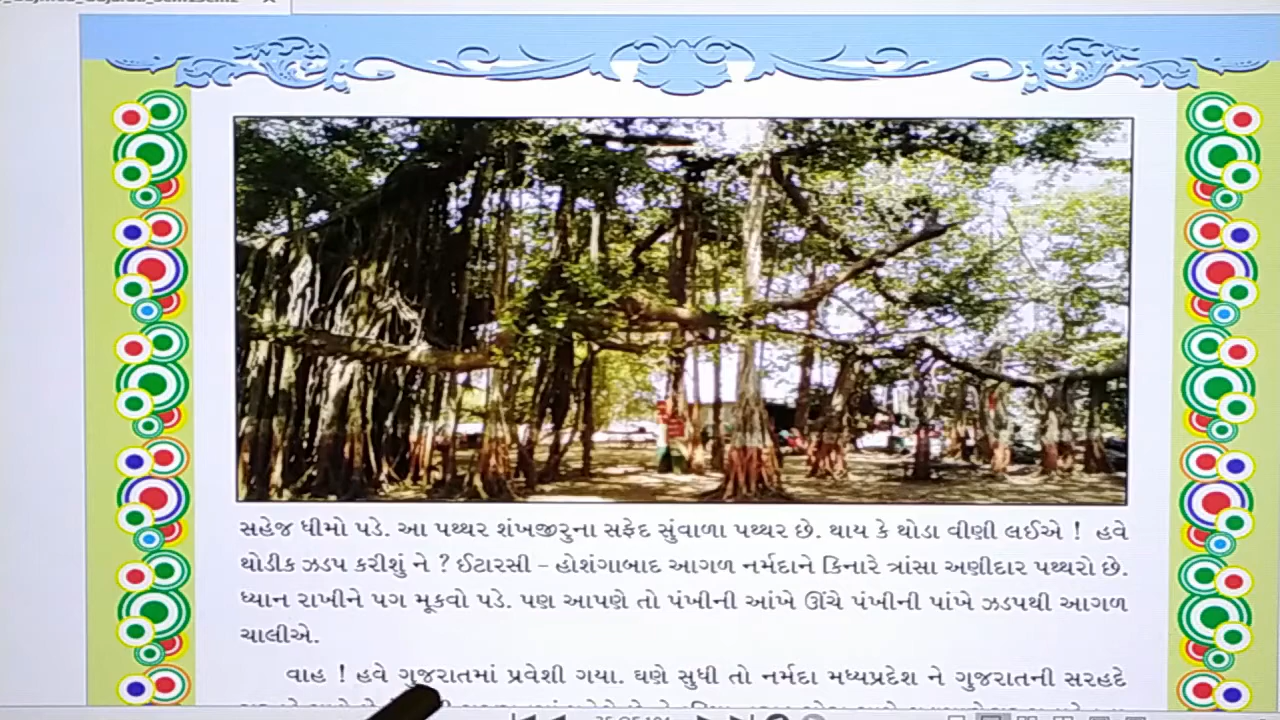 સહેજ ધીમો પડે. આ પથ્થર શંખજીરુના સફેદ સુંવાળા પથ્થર છે. થાય કે થોડા વીણી લઈએ ! હવે
થોડીક ઝડપ કરીશું ને ? ઈટારસી – હોશંગાબાદ આગળ નર્મદાને કિનારે ત્રાંસા અણીદાર પથ્થરો છે.
ધ્યાન રાખીને પગ મૂકવો પડે. પણ આપણે તો પંખીની આંખે ઊંચે પંખીની પાંખે ઝડપથી આગળ
ચાલીએ.
વાહ ! હવે ગુજરાતમાં પ્રવેશી ગયા. ઘણે સુધી તો નર્મદા મધ્યપ્રદેશ ને ગુજરાતની સરહદે